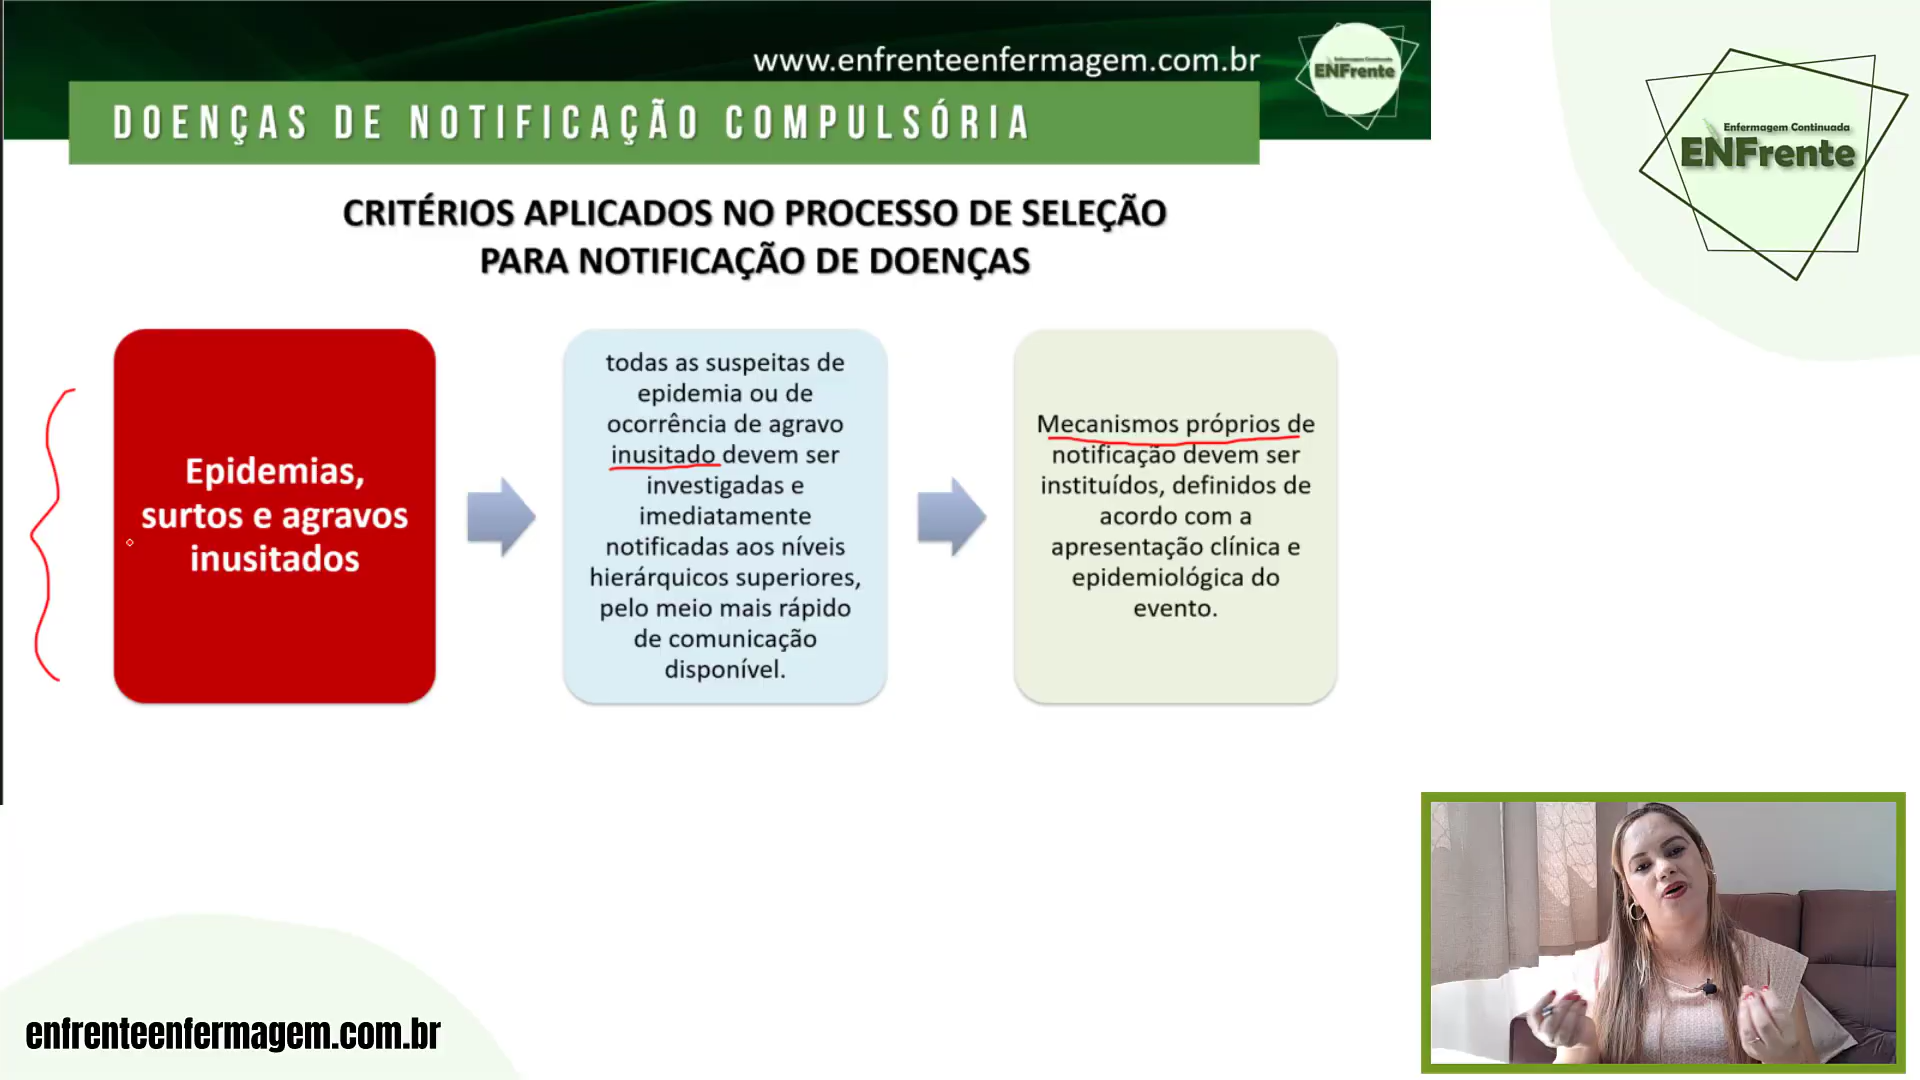 www.enfrenteenfermagem.com.br
Enfermagem Continuada
ENFrente
DOENÇAS DE NOTIFICAÇÃO COMPULSÓRIA
Enfermagem Continuada
ENFrente
CRITÉRIOS APLICADOS NO PROCESSO DE SELEÇÃO
PARA NOTIFICAÇÃO DE DOENÇAS
Epidemias,
surtos e agravos
inusitados
todas as suspeitas de
epidemia ou de
ocorrência de agravo
inusitado devem ser
investigadas e
imediatamente
notificadas aos níveis
hierárquicos superiores,
pelo meio mais rápido
de comunicação
disponível.
Mecanismos próprios de
notificação devem ser
instituídos, definidos de
acordo com a
apresentação clínica e
epidemiológica do
evento.
enfrenteenfermagem.com.br